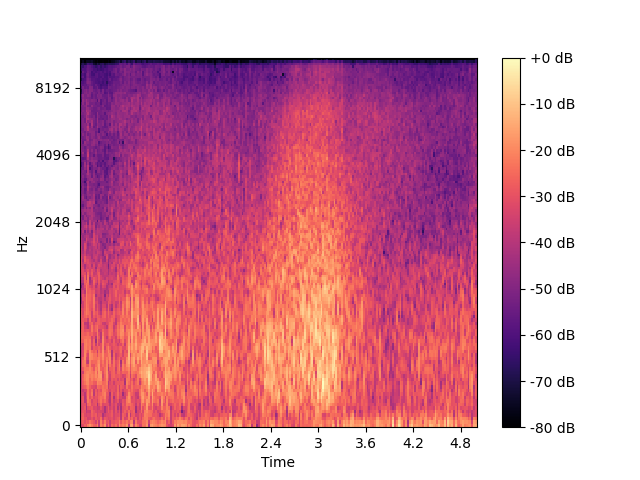 +0 dB
8192
-10 dB
4096
-20 dB
-30 dB
2048
-40 dB
Hz
1024
-50 dB
-60 dB
512
-70 dB
0
-80 dB
0 0.6 1.2 1.8 2.4 3 3.6 4.2 4.8
Time